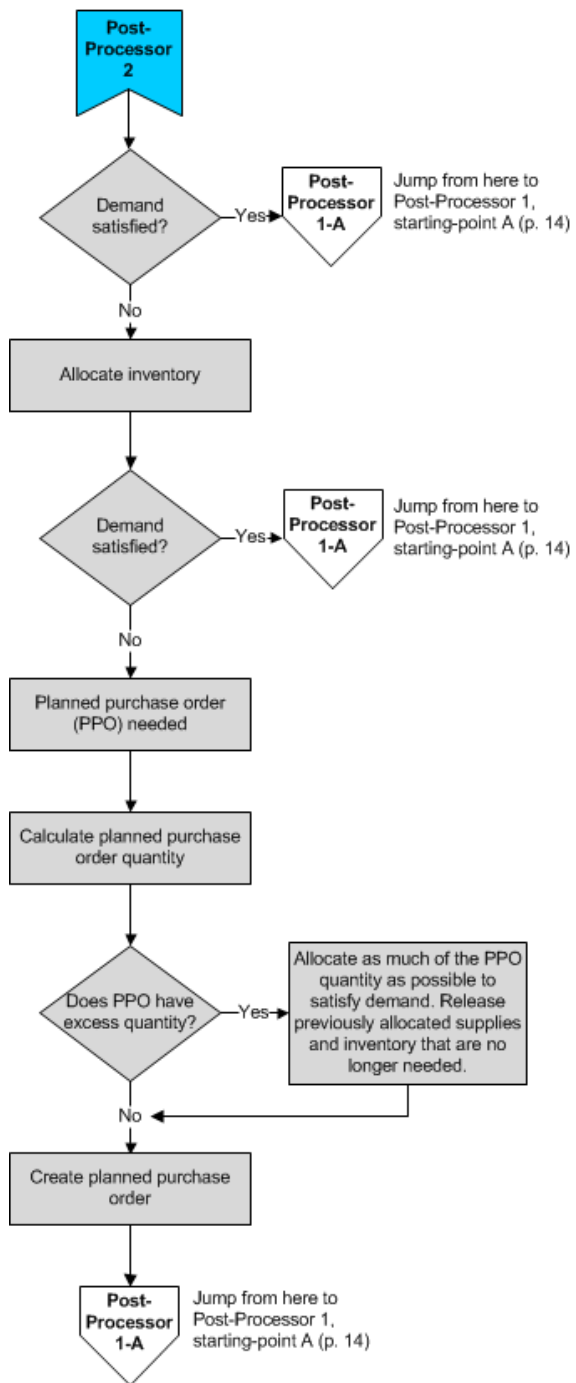 Post-
Processor
2
Demand
satisfied?
Yes
Post-
Processor
1-A
Jump from here to
Post-Processor 1,
starting-point A (p. 14)
No
Allocate inventory
Demand
satisfied?
Yes
Post-
Processor
1-A
Jump from here to
Post-Processor 1,
starting-point A (p. 14)
No
Planned purchase order
(PPO) needed
Calculate planned purchase
order quantity
Does PPO have
excess quantity?
Yes
Allocate as much of the PPO
quantity as possible to
satisfy demand. Release
previously allocated supplies
and inventory that are no
longer needed.
No
Create planned purchase
order
Post-
Processor
1-A
Jump from here to
Post-Processor 1,
starting-point A (p. 14)